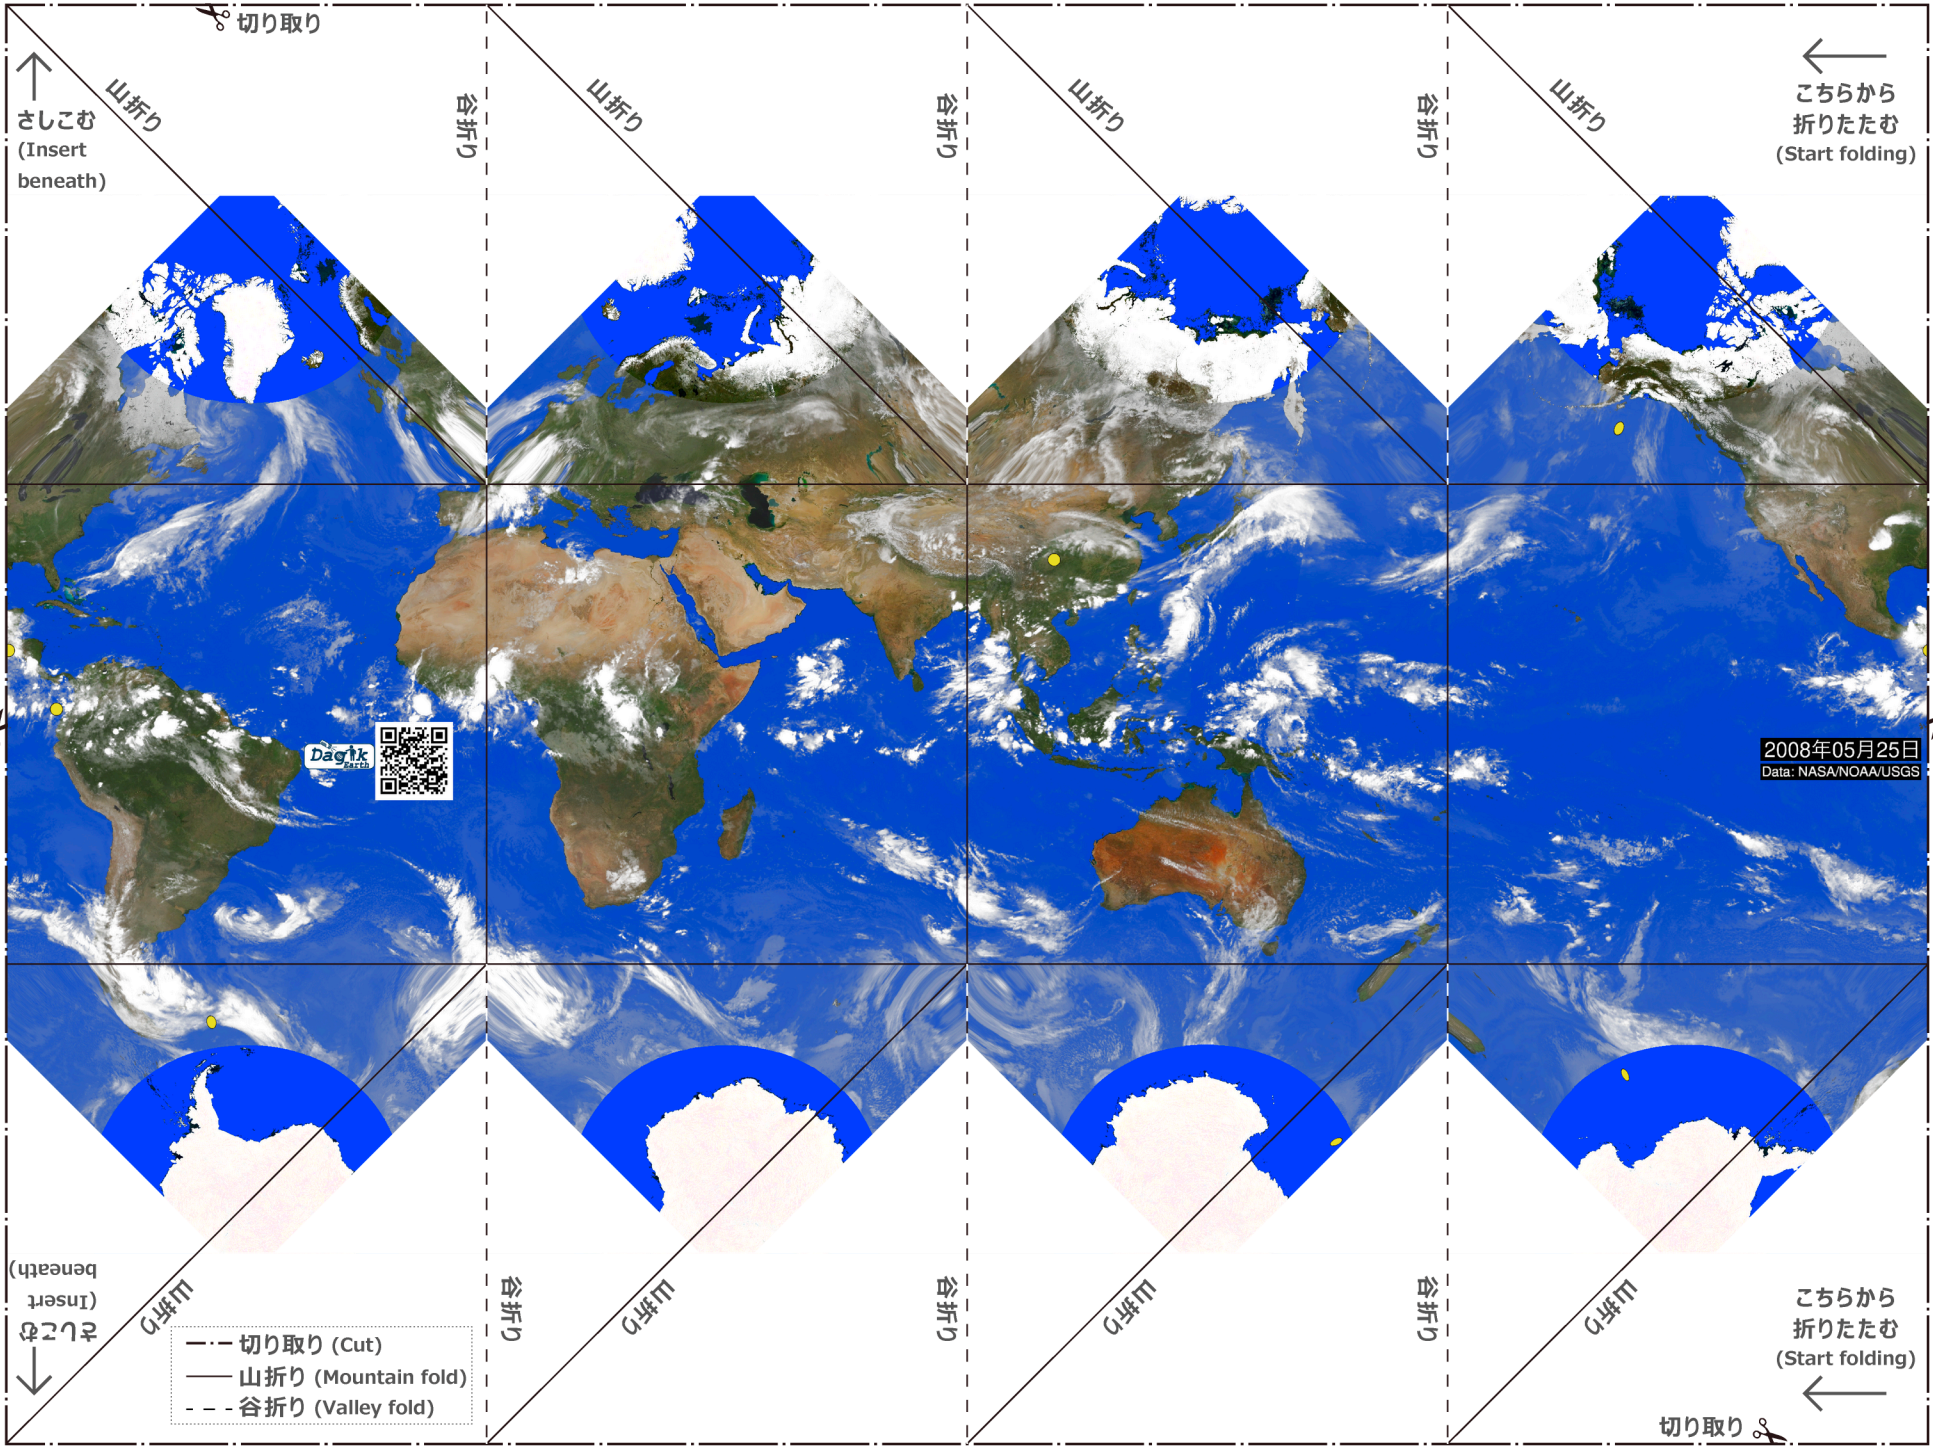 切り取り
山折り
谷折り
山折り
谷折り
山折り
谷折り
山折り
こちらから
折りたたむ
(Start folding)
さしこむ
(Insert
beneath)
Dagik
Earth
2008年05月25日
Data: NASA/NOAA/USGS
さしこむ
(Insert
beneath)
山折り
谷折り
山折り
谷折り
山折り
谷折り
山折り
こちらから
折りたたむ
(Start folding)
切り取り (Cut)
山折り (Mountain fold)
谷折り (Valley fold)
切り取り